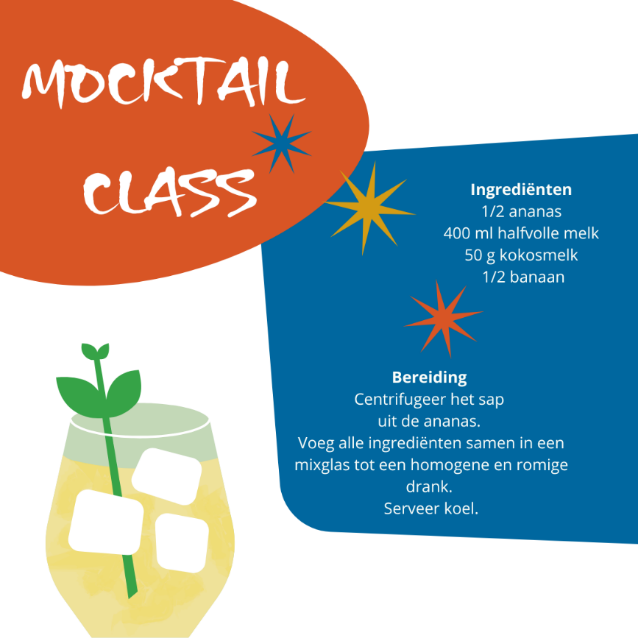 MOCKTAIL
CLASS
Ingrediënten
1/2 ananas
400 ml halfvolle melk
50 g kokosmelk
1/2 banaan
Bereiding
Centrifugeer het sap
uit de ananas.
Voeg alle ingrediënten samen in een
mixglas tot een homogene en romige
drank.
Serveer koel.